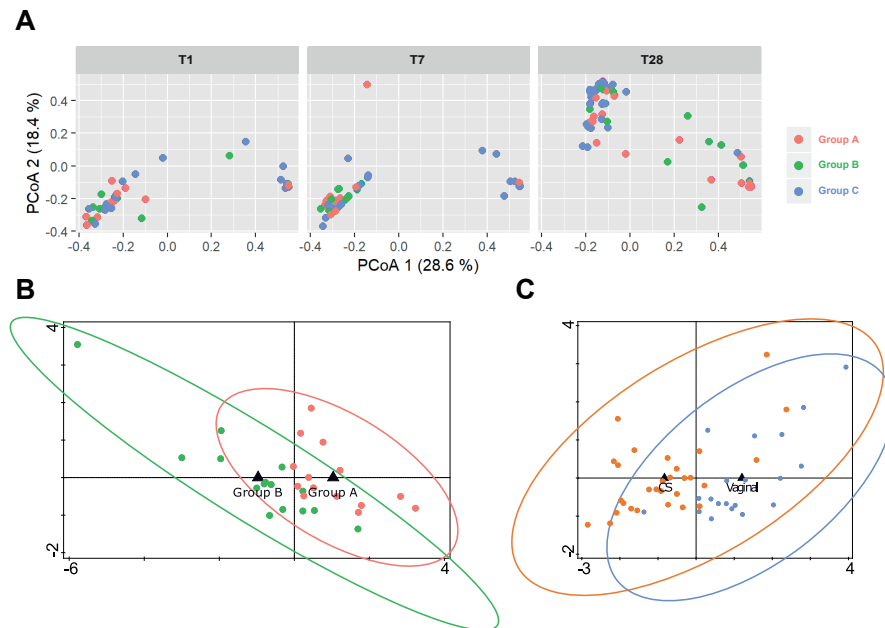 A
T1 T7 T28
PCoA 2 (18.4 %)
0.4
0.2
0.0
-0.2
-0.4
-0.4 -0.2 0.0 0.2 0.4 -0.4 -0.2 0.0 0.2 0.4 -0.4 -0.2 0.0 0.2 0.4
PCoA 1 (28.6 %)
Group A
Group B
Group C
B
4
Group B Group A
-2
-6 4
C
4
CS Vaginal
-2
-3 4